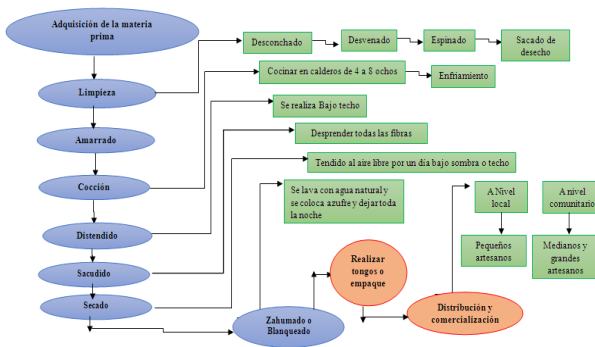 Adquisición de la materia
prima
Desconchado
Desvenado
Espinado
Sacado de
desecho
Limpieza
Cocinar en calderos de 4 a 8 ochos
Enfriamiento
Se realiza Bajo techo
Amarrado
Desprender todas las fibras
Tendido al aire libre por un día bajo sombra o techo
Cocción
Se lava con agua natural y
se coloca azufre y dejar toda
la noche
A Nivel
local
A nivel
comunitario
Distendido
Pequeños
artesanos
Medianos y
grandes
artesanos
Sacudido
Realizar
tongos o
empaque
Secado
Zahumado o
Blanqueado
Distribución y
comercialización